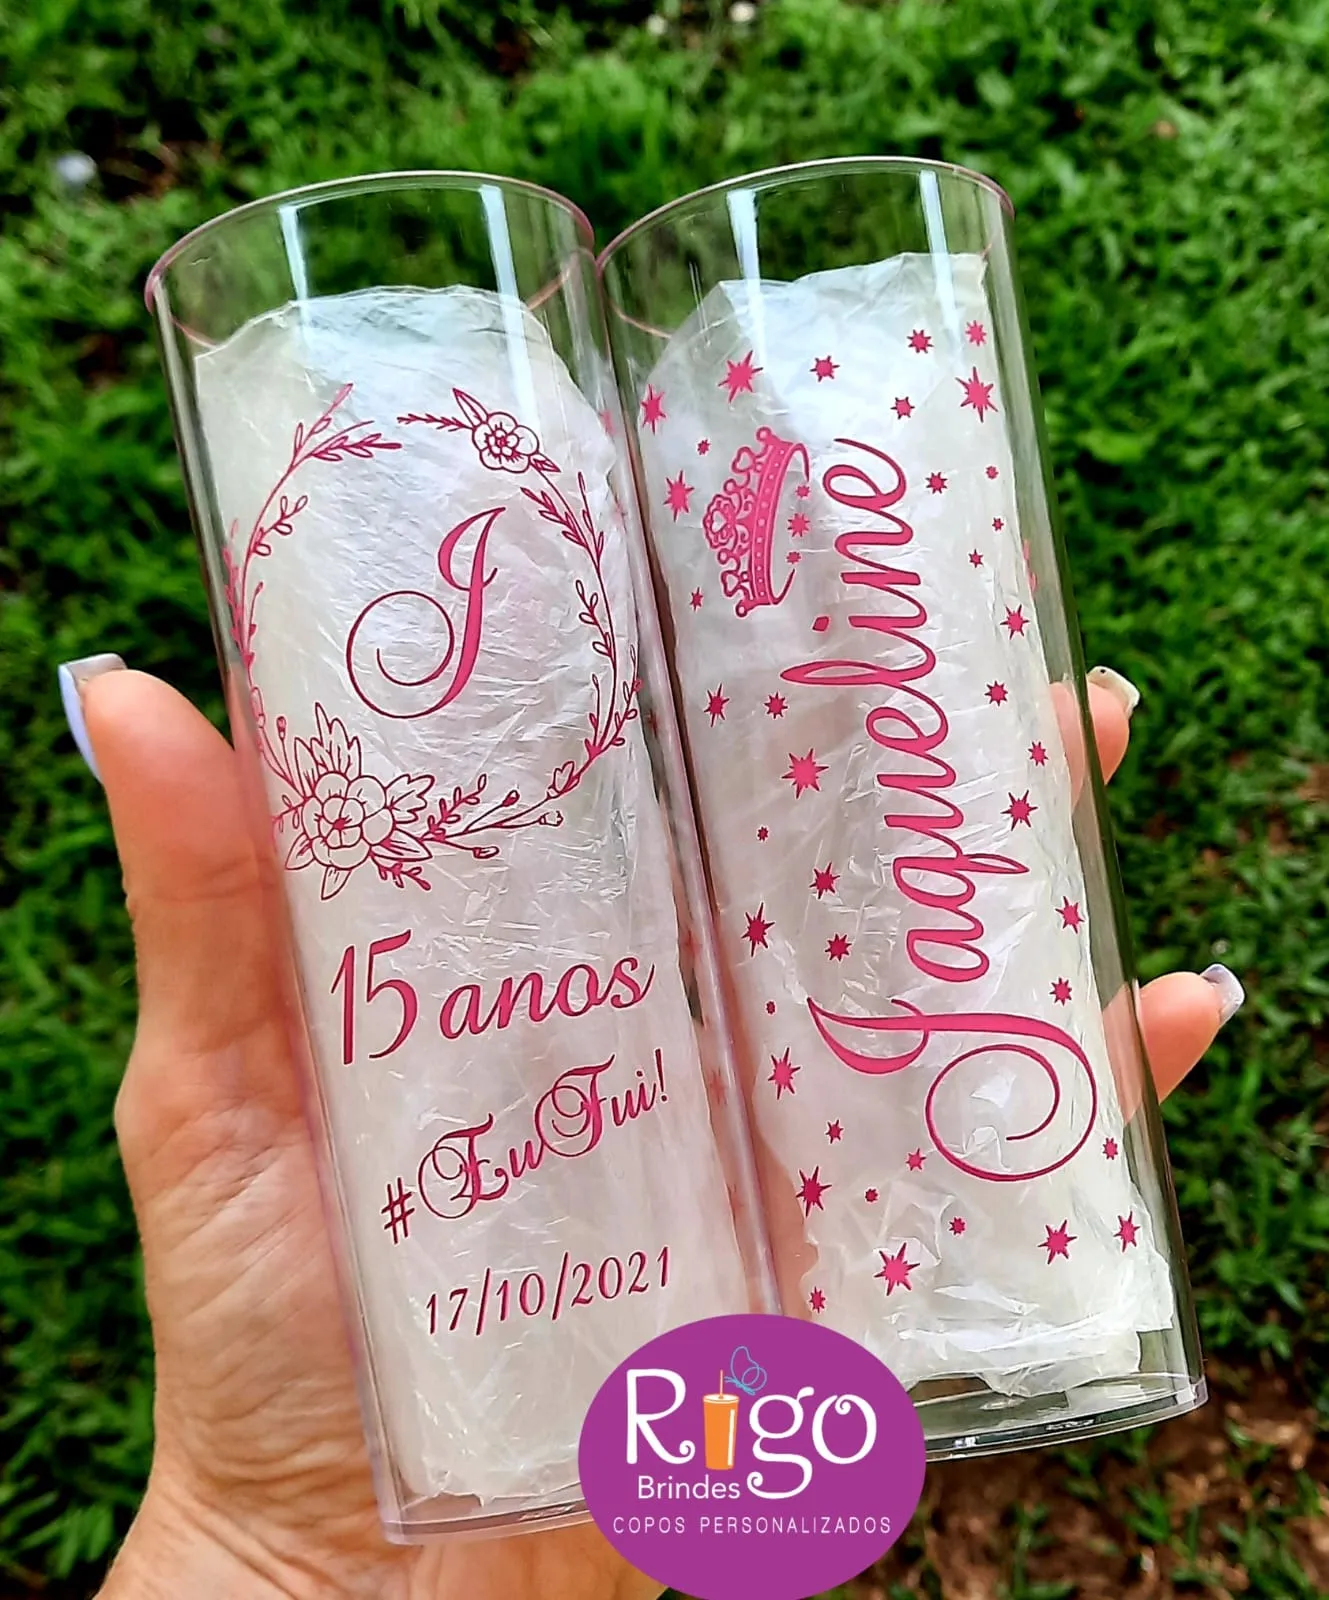 J
15 anos
#EuFui!
17/10/2021
Jaqueline
Rigo
Brindes
COPOS PERSONALIZADOS